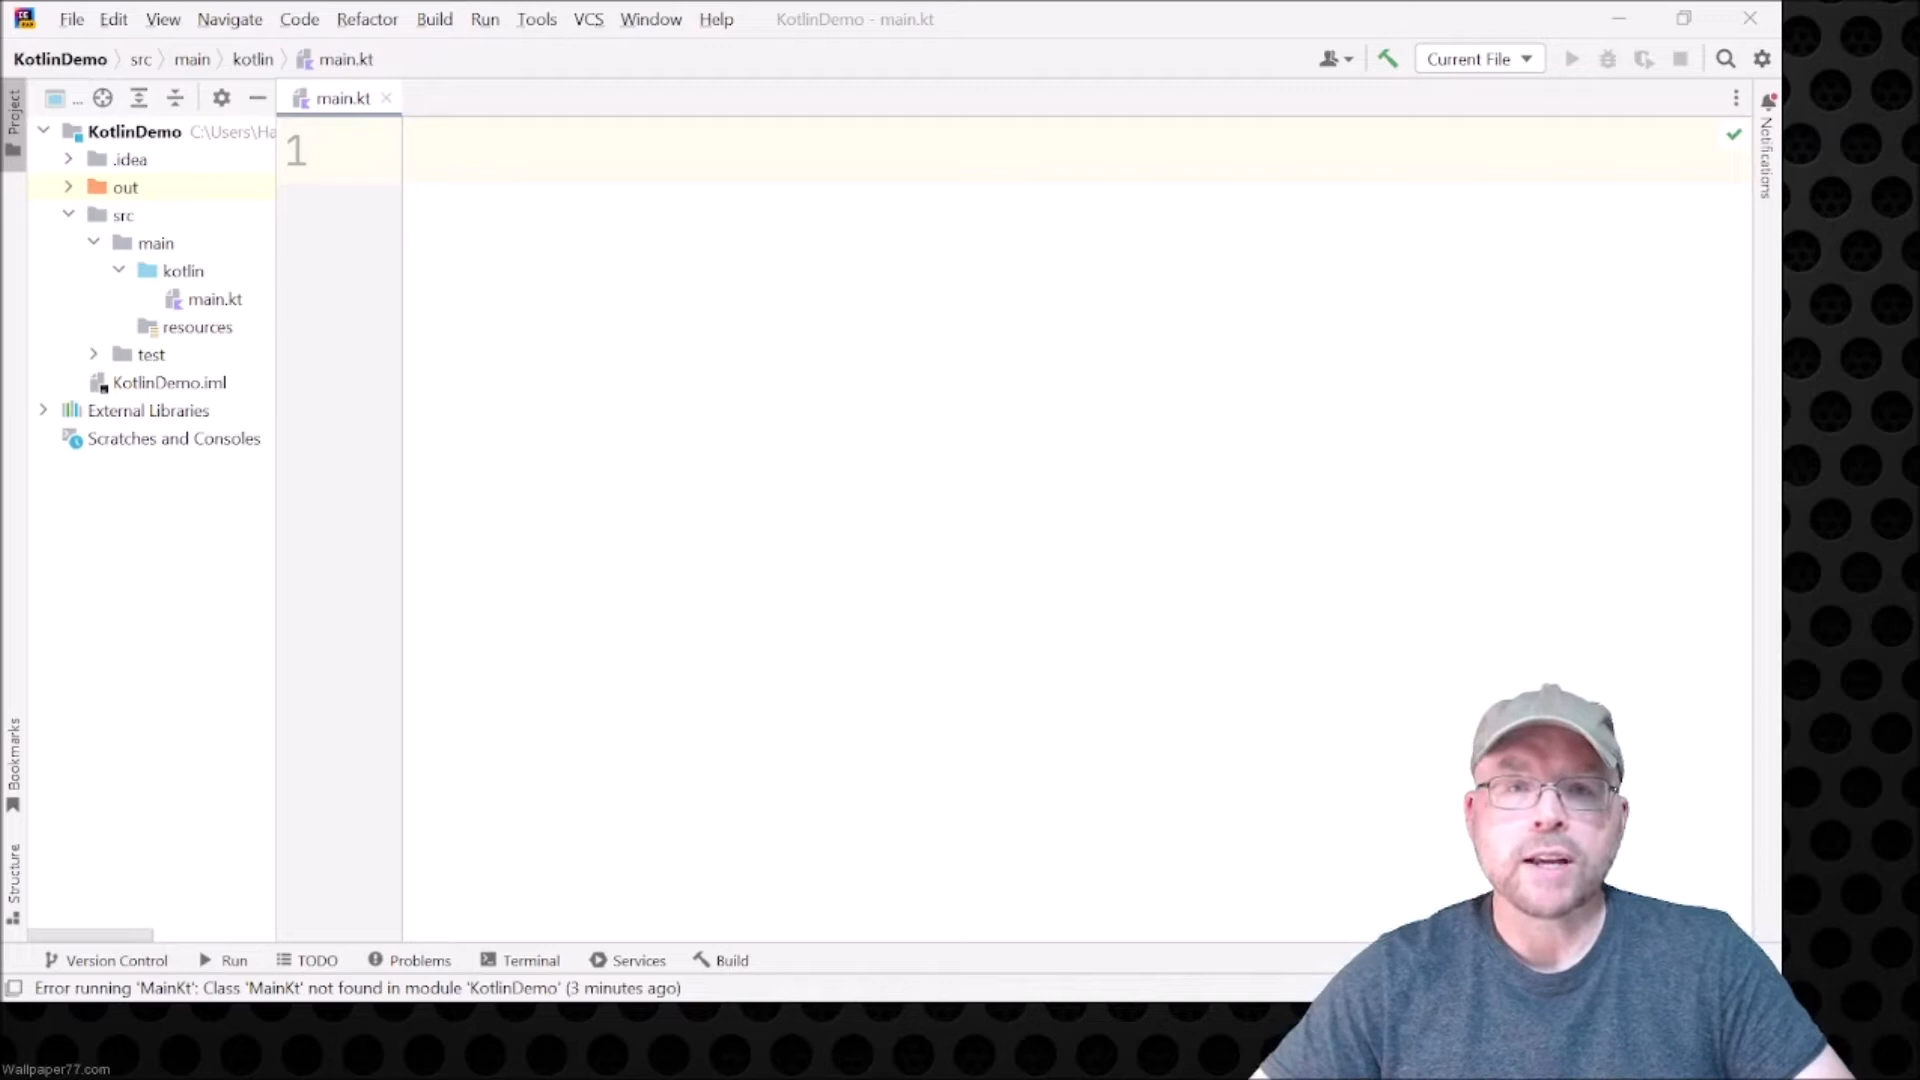 File Edit View Navigate Code Refactor Build Run Tools VCS Window Help KotlinDemo - main.kt
KotlinDemo src main kotlin main.kt Current File
Project
... main.kt
KotlinDemo C:\Users\Ha
.idea
out
src
main
kotlin
main.kt
resources
test
KotlinDemo.iml
External Libraries
Scratches and Consoles
1
Notifications
Bookmarks
Structure
Version Control Run TODO Problems Terminal Services Build
Error running 'MainKt': Class 'MainKt' not found in module 'KotlinDemo' (3 minutes ago)
Wallpaper77.com